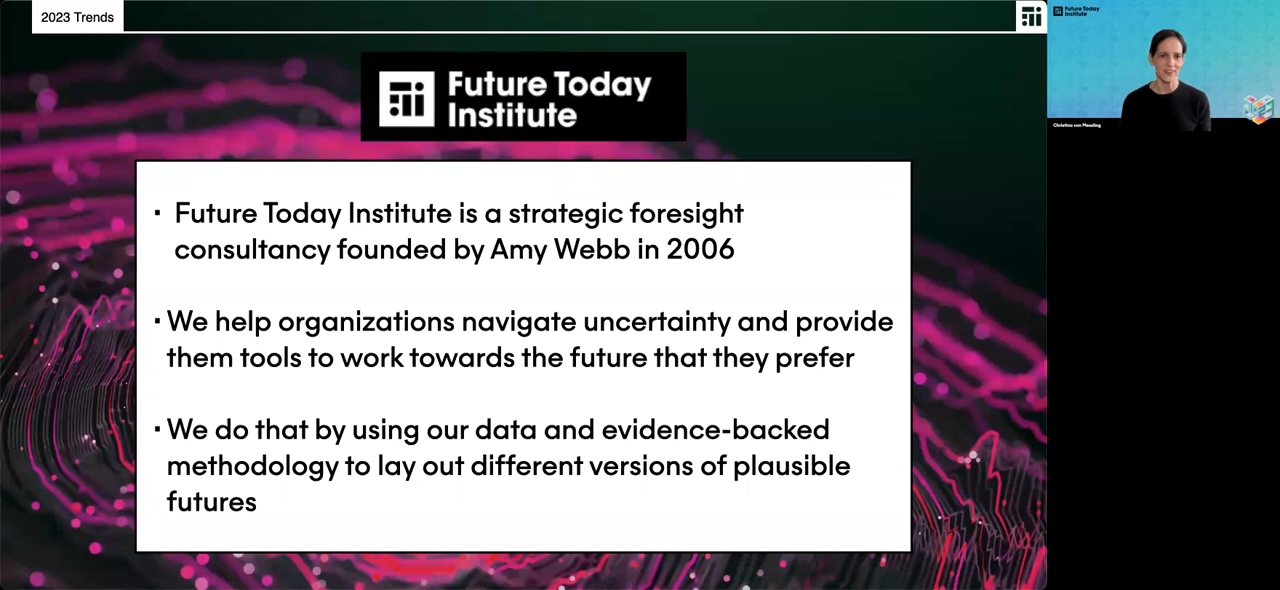 2023 Trends
Future Today
Institute
▪ Future Today Institute is a strategic foresight
consultancy founded by Amy Webb in 2006
▪ We help organizations navigate uncertainty and provide
them tools to work towards the future that they prefer
▪ We do that by using our data and evidence-backed
methodology to lay out different versions of plausible
futures
Future Today
Institute
Christina von Messling